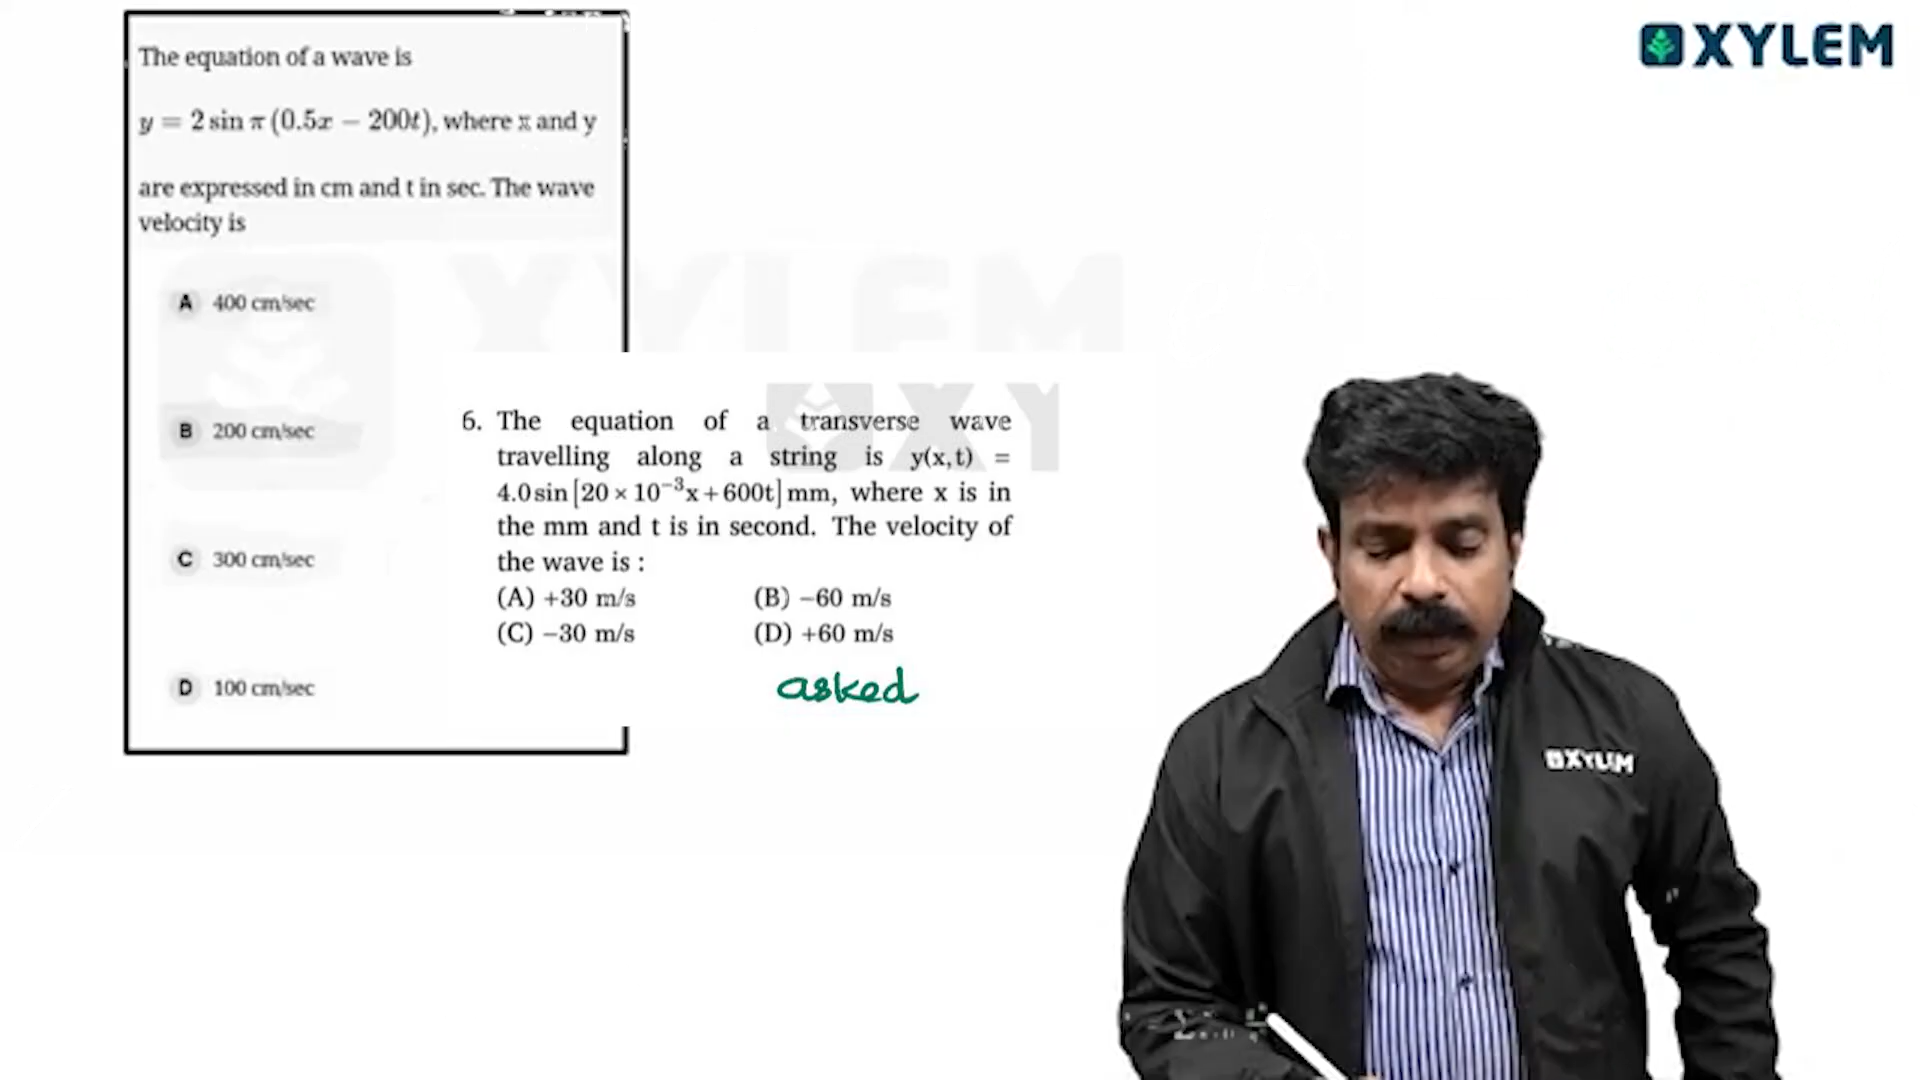 XYLEM
The equation of a wave is
y = 2 sin π (0.5x − 200t), where x and y
are expressed in cm and t in sec. The wave
velocity is
A 400 cm/sec
B 200 cm/sec
C 300 cm/sec
D 100 cm/sec
XYLEM
XY
6. The equation of a transverse wave
travelling along a string is y(x,t) =
4.0 sin [20 × 10⁻³x + 600t] mm, where x is in
the mm and t is in second. The velocity of
the wave is :
(A) +30 m/s (B) −60 m/s
(C) −30 m/s (D) +60 m/s
asked
XYLEM